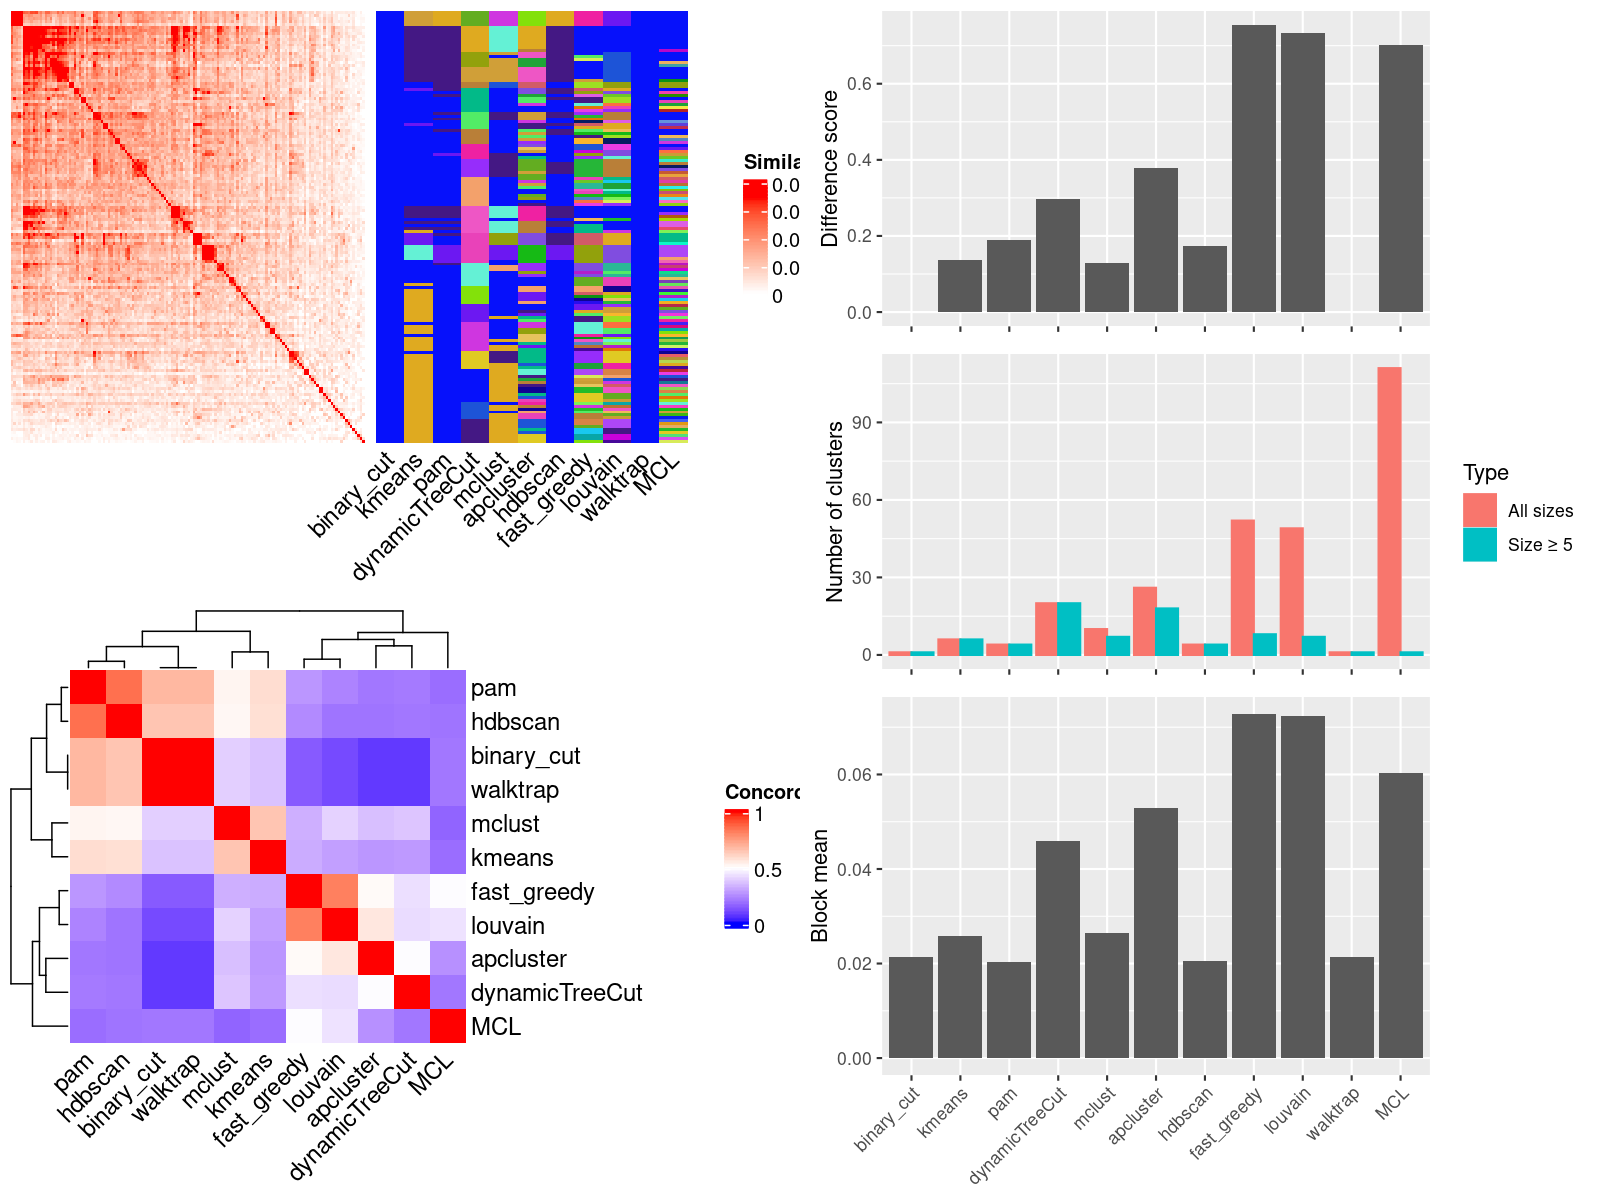 Simila
0.0
0.0
0.0
0.0
0
binary_cut
kmeans
pam
dynamicTreeCut
mclust
apcluster
hdbscan
fast_greedy
louvain
walktrap
MCL
Difference score
0.6
0.4
0.2
0.0
Number of clusters
90
60
30
0
Type
All sizes
Size ≥ 5
pam
hdbscan
binary_cut
walktrap
mclust
kmeans
fast_greedy
louvain
apcluster
dynamicTreeCut
MCL
pam
hdbscan
binary_cut
walktrap
mclust
kmeans
fast_greedy
louvain
apcluster
dynamicTreeCut
MCL
Concord
1
0.5
0
Block mean
0.06
0.04
0.02
0.00
binary_cut
kmeans
pam
dynamicTreeCut
mclust
apcluster
hdbscan
fast_greedy
louvain
walktrap
MCL